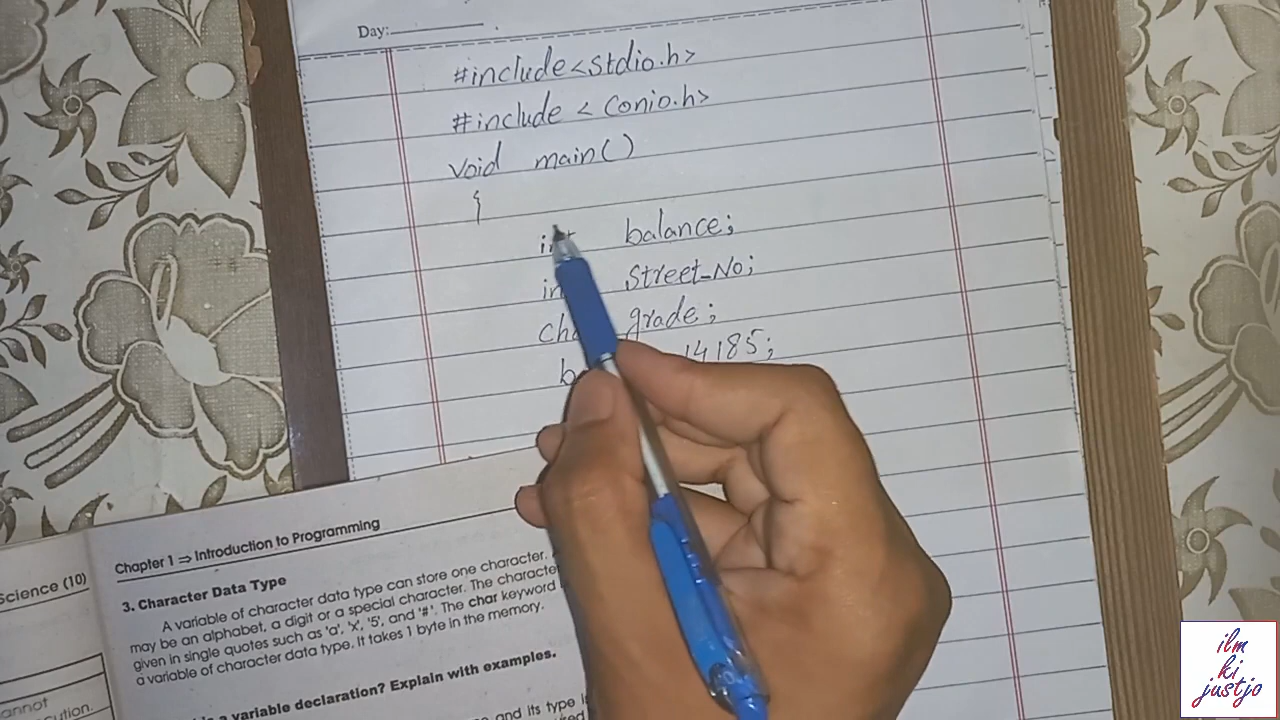 Day:
#include<stdio.h>
#include < Conio.h>
void main()
{
balance;
Street_No;
grade;
14185;
Science (10)
Chapter 1 ⇒ Introduction to Programming
3. Character Data Type
A variable of character data type can store one character.
may be an alphabet, a digit or a special character. The
given in single quotes such as 'a', 'x', '5', and '#'. The char keyword
a variable of character data type. It takes 1 byte in the memory.
a variable declaration? Explain with examples.
and its type
ilm
ki
justjo